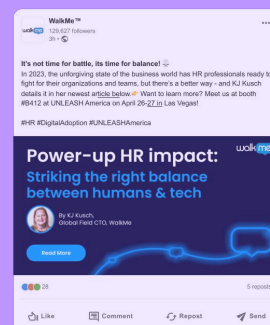 WalkMe™
129,627 followers
3h •
It's not time for battle, its time for balance!
In 2023, the unforgiving state of the business world has HR professionals ready to
fight for their organizations and teams, but there's a better way - and KJ Kusch
details it in her newest article below. Want to learn more? Meet us at booth
#B412 at UNLEASH America on April 26-27 in Las Vegas!
#HR #DigitalAdoption #UNLEASHAmerica
Power-up HR impact:
walkme
Striking the right balance
between humans & tech
By KJ Kusch,
Global Field CTO, WalkMe
Read More
28
5 reposts
Like
Comment
Repost
Send